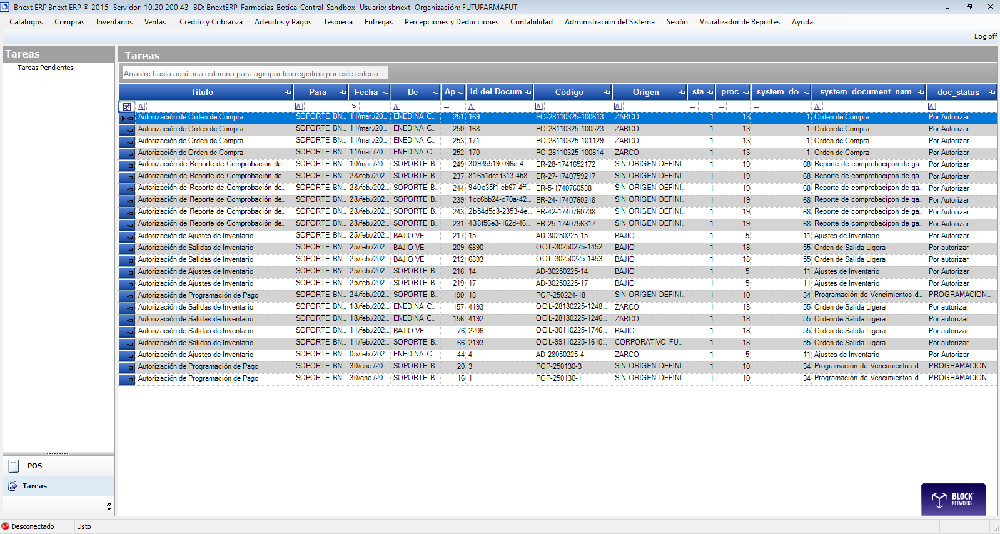 Bnext ERP Bnext ERP ® 2015 -Servidor: 10.20.200.43 -BD: BnextERP_Farmacias_Botica_Central_Sandbox -Usuario: sbnext -Organización: FUTUFARMAFUT
Catálogos Compras Inventarios Ventas Crédito y Cobranza Adeudos y Pagos Tesoreria Entregas Percepciones y Deducciones Contabilidad Administración del Sistema Sesión Visualizador de Reportes Ayuda
Log off
Tareas
Tareas Pendientes
Tareas
Arrastre hasta aquí una columna para agrupar los registros por este criterio.
Título Para Fecha De Ap Id del Docum Código Origen sta proc system_do system_document_nam doc_status
A A ≥ A = A A A = = = A A
Autorización de Orden de Compra SOPORTE BN... 11/mar./20... ENEDINA C... 251 169 PO-28110325-100613 ZARCO 1 13 1 Orden de Compra Por Autorizar
Autorización de Orden de Compra SOPORTE BN... 11/mar./20... ENEDINA C... 250 168 PO-28110325-100523 ZARCO 1 13 1 Orden de Compra Por Autorizar
Autorización de Orden de Compra SOPORTE BN... 11/mar./20... ENEDINA C... 253 171 PO-28110325-101129 ZARCO 1 13 1 Orden de Compra Por Autorizar
Autorización de Orden de Compra SOPORTE BN... 11/mar./20... ENEDINA C... 252 170 PO-28110325-100814 ZARCO 1 13 1 Orden de Compra Por Autorizar
Autorización de Reporte de Comprobación de... SOPORTE BN... 10/mar./20... SOPORTE B... 249 30935519-096e-4... ER-28-1741652172 SIN ORIGEN DEFINI... 1 19 68 Reporte de comprobacipon de ga... Por Autorizar
Autorización de Reporte de Comprobación de... SOPORTE BN... 28/feb./202... SOPORTE B... 237 816b1dcf-f313-4b8... ER-27-1740759217 SIN ORIGEN DEFINI... 1 19 68 Reporte de comprobacipon de ga... Por Autorizar
Autorización de Reporte de Comprobación de... SOPORTE BN... 28/feb./202... SOPORTE B... 244 940e35f1-eb67-4ff... ER-5-1740760588 SIN ORIGEN DEFINI... 1 19 68 Reporte de comprobacipon de ga... Por Autorizar
Autorización de Reporte de Comprobación de... SOPORTE BN... 28/feb./202... SOPORTE B... 239 1cc6bb24-c70a-42... ER-24-1740760218 SIN ORIGEN DEFINI... 1 19 68 Reporte de comprobacipon de ga... Por Autorizar
Autorización de Reporte de Comprobación de... SOPORTE BN... 28/feb./202... SOPORTE B... 243 2b54d5c8-2353-4e... ER-42-1740760238 SIN ORIGEN DEFINI... 1 19 68 Reporte de comprobacipon de ga... Por Autorizar
Autorización de Reporte de Comprobación de... SOPORTE BN... 28/feb./202... SOPORTE B... 231 438f56e3-162d-46... ER-25-1740756317 SIN ORIGEN DEFINI... 1 19 68 Reporte de comprobacipon de ga... Por Autorizar
Autorización de Ajustes de Inventario SOPORTE BN... 25/feb./202... BAJIO VE 217 15 AD-30250225-15 BAJIO 1 5 11 Ajustes de Inventario Por Autorizar
Autorización de Salidas de Inventario SOPORTE BN... 25/feb./202... BAJIO VE 209 6890 OOL-30250225-1452... BAJIO 1 18 55 Orden de Salida Ligera Por autorizar
Autorización de Salidas de Inventario SOPORTE BN... 25/feb./202... BAJIO VE 212 6893 OOL-30250225-1453... BAJIO 1 18 55 Orden de Salida Ligera Por autorizar
Autorización de Ajustes de Inventario SOPORTE BN... 25/feb./202... SOPORTE B... 216 14 AD-30250225-14 BAJIO 1 5 11 Ajustes de Inventario Por Autorizar
Autorización de Ajustes de Inventario SOPORTE BN... 25/feb./202... SOPORTE B... 219 17 AD-30250225-17 BAJIO 1 5 11 Ajustes de Inventario Por Autorizar
Autorización de Programación de Pago SOPORTE BN... 24/feb./202... SOPORTE B... 190 18 PGP-250224-18 SIN ORIGEN DEFINI... 1 10 34 Programación de Vencimientos d... PROGRAMACIÓN...
Autorización de Salidas de Inventario SOPORTE BN... 18/feb./202... ENEDINA C... 157 4193 OOL-28180225-1248... ZARCO 1 18 55 Orden de Salida Ligera Por autorizar
Autorización de Salidas de Inventario SOPORTE BN... 18/feb./202... ENEDINA C... 156 4192 OOL-28180225-1246... ZARCO 1 18 55 Orden de Salida Ligera Por autorizar
Autorización de Salidas de Inventario SOPORTE BN... 11/feb./202... BAJIO VE 76 2206 OOL-30110225-1746... BAJIO 1 18 55 Orden de Salida Ligera Por autorizar
Autorización de Salidas de Inventario SOPORTE BN... 11/feb./202... SOPORTE B... 66 2193 OOL-99110225-1610... CORPORATIVO FU... 1 18 55 Orden de Salida Ligera Por autorizar
Autorización de Ajustes de Inventario SOPORTE BN... 05/feb./202... ENEDINA C... 44 4 AD-28050225-4 ZARCO 1 5 11 Ajustes de Inventario Por Autorizar
Autorización de Programación de Pago SOPORTE BN... 30/ene./20... SOPORTE B... 20 3 PGP-250130-3 SIN ORIGEN DEFINI... 1 10 34 Programación de Vencimientos d... PROGRAMACIÓN...
Autorización de Programación de Pago SOPORTE BN... 30/ene./20... SOPORTE B... 16 1 PGP-250130-1 SIN ORIGEN DEFINI... 1 10 34 Programación de Vencimientos d... PROGRAMACIÓN...
POS
Tareas
BLOCK
NETWORKS
Desconectado Listo